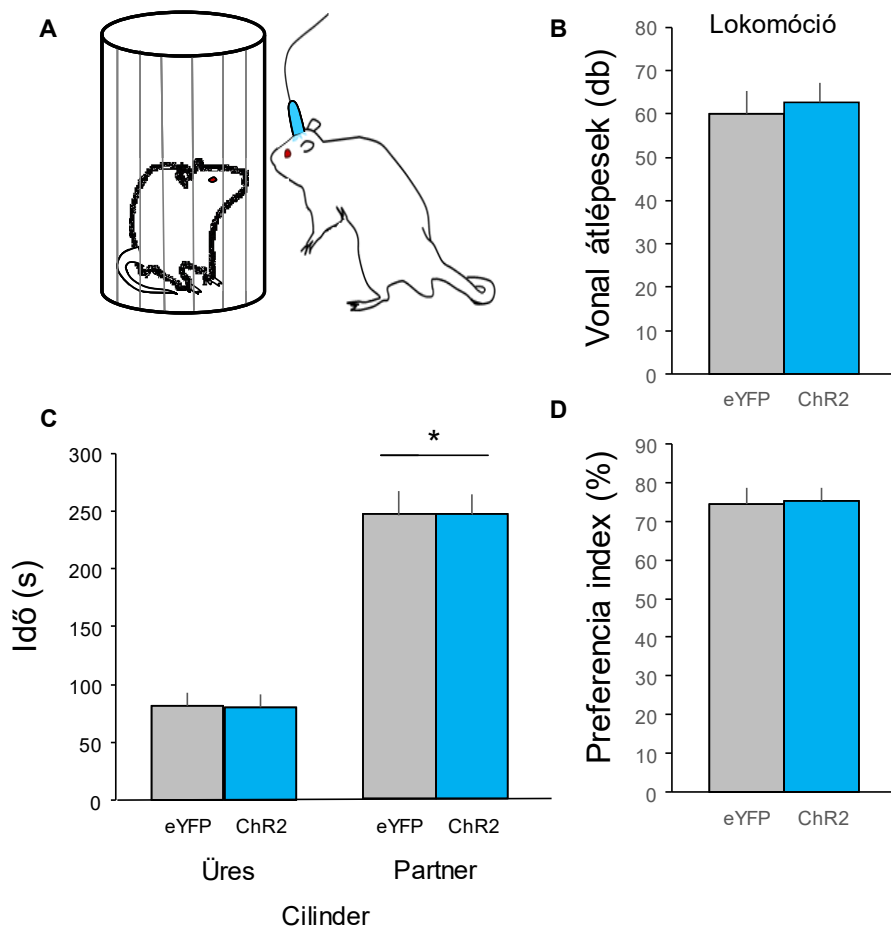 A
B
Lokomóció
Vonal átlépesek (db)
80
70
60
50
40
30
20
10
0
eYFP ChR2
C
*
Idő (s)
300
250
200
150
100
50
0
eYFP ChR2 eYFP ChR2
Üres Partner
Cilinder
D
Preferencia index (%)
90
80
70
60
50
40
30
20
10
0
eYFP ChR2